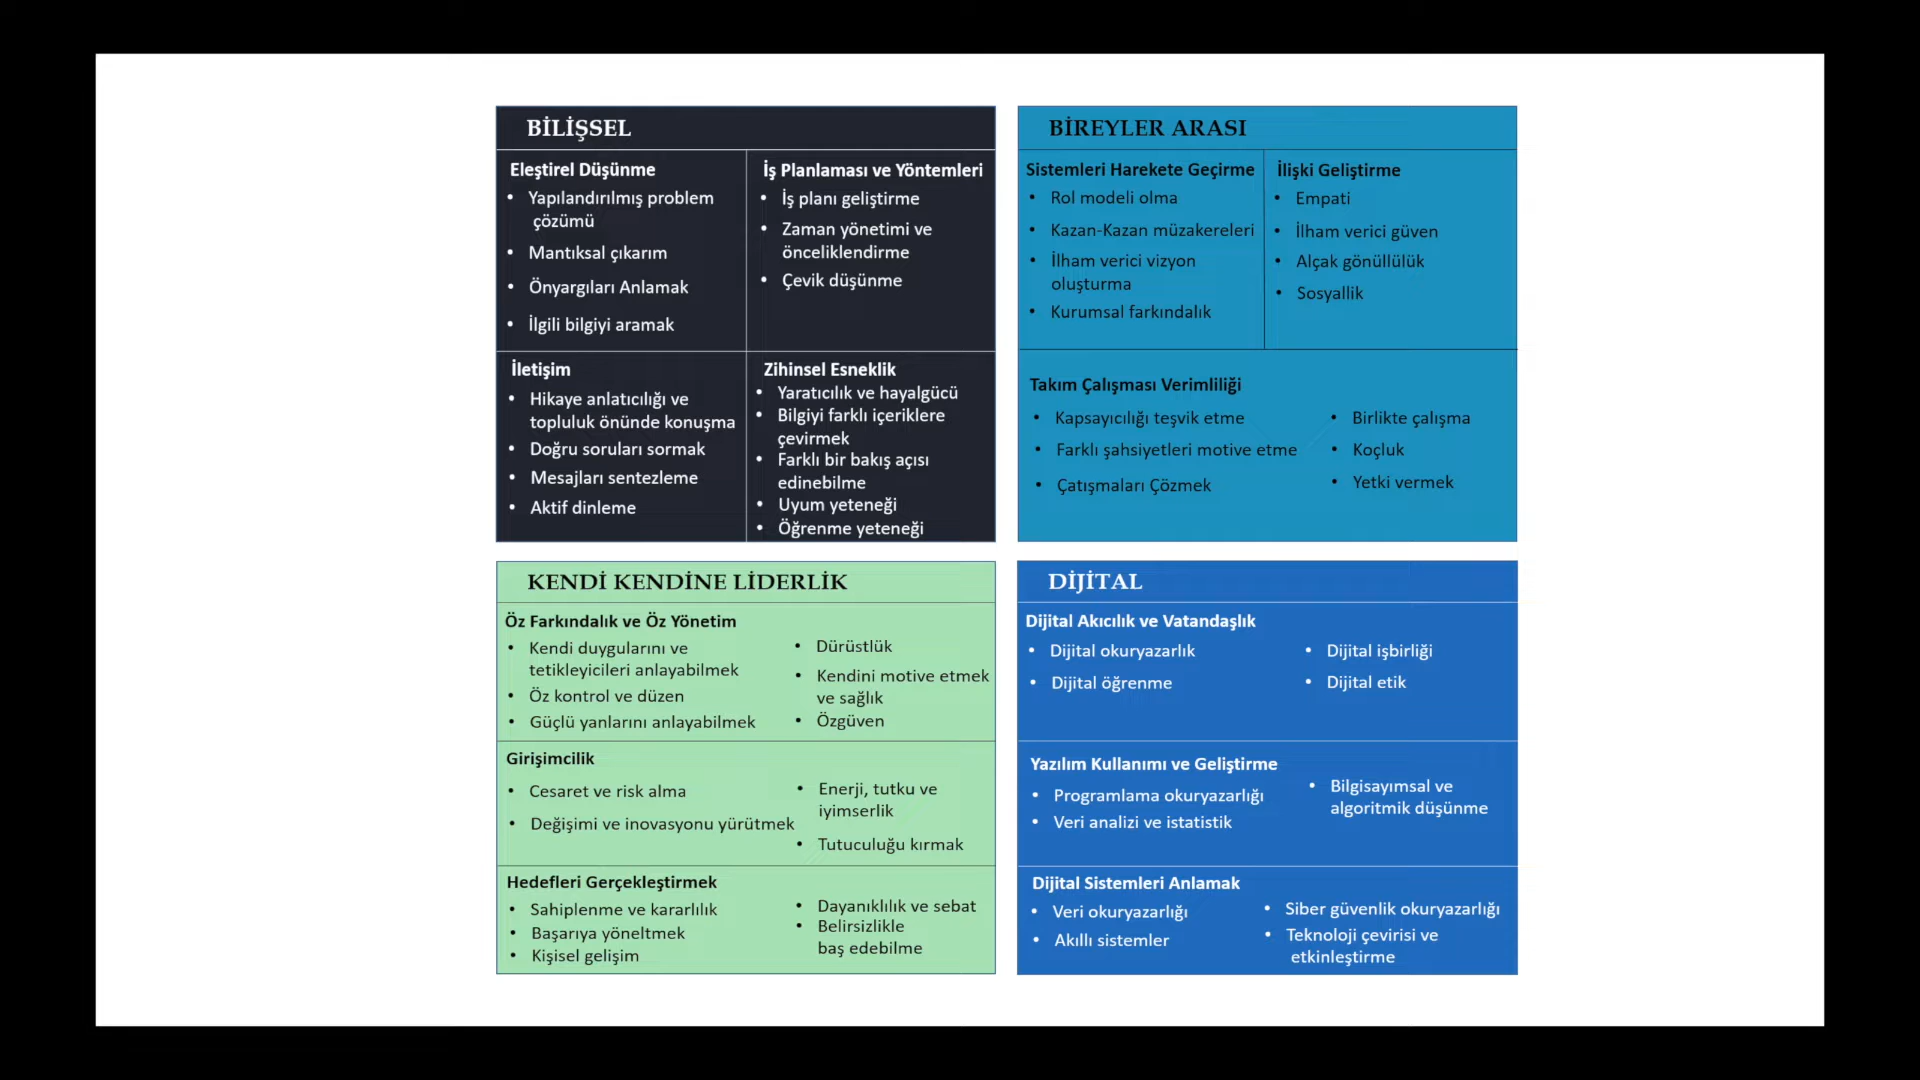 BİLİŞSEL
Eleştirel Düşünme
• Yapılandırılmış problem
çözümü
• Mantıksal çıkarım
• Önyargıları Anlamak
• İlgili bilgiyi aramak
İş Planlaması ve Yöntemleri
• İş planı geliştirme
• Zaman yönetimi ve
önceliklendirme
• Çevik düşünme
İletişim
• Hikaye anlatıcılığı ve
topluluk önünde konuşma
• Doğru soruları sormak
• Mesajları sentezleme
• Aktif dinleme
Zihinsel Esneklik
• Yaratıcılık ve hayalgücü
• Bilgiyi farklı içeriklere
çevirmek
• Farklı bir bakış açısı
edinebilme
• Uyum yeteneği
• Öğrenme yeteneği
BİREYLER ARASI
Sistemleri Harekete Geçirme
• Rol modeli olma
• Kazan-Kazan müzakereleri
• İlham verici vizyon
oluşturma
• Kurumsal farkındalık
İlişki Geliştirme
• Empati
• İlham verici güven
• Alçak gönüllülük
• Sosyallik
Takım Çalışması Verimliliği
• Kapsayıcılığı teşvik etme
• Farklı şahsiyetleri motive etme
• Çatışmaları Çözmek
• Birlikte çalışma
• Koçluk
• Yetki vermek
KENDİ KENDİNE LİDERLİK
Öz Farkındalık ve Öz Yönetim
• Kendi duygularını ve
tetikleyicileri anlayabilmek
• Öz kontrol ve düzen
• Güçlü yanlarını anlayabilmek
• Dürüstlük
• Kendini motive etmek
ve sağlık
• Özgüven
Girişimcilik
• Cesaret ve risk alma
• Değişimi ve inovasyonu yürütmek
• Enerji, tutku ve
iyimserlik
• Tutuculuğu kırmak
Hedefleri Gerçekleştirmek
• Sahiplenme ve kararlılık
• Başarıya yöneltmek
• Kişisel gelişim
• Dayanıklılık ve sebat
• Belirsizlikle
baş edebilme
DİJİTAL
Dijital Akıcılık ve Vatandaşlık
• Dijital okuryazarlık
• Dijital öğrenme
• Dijital işbirliği
• Dijital etik
Yazılım Kullanımı ve Geliştirme
• Programlama okuryazarlığı
• Veri analizi ve istatistik
• Bilgisayımsal ve
algoritmik düşünme
Dijital Sistemleri Anlamak
• Veri okuryazarlığı
• Akıllı sistemler
• Siber güvenlik okuryazarlığı
• Teknoloji çevirisi ve
etkinleştirme